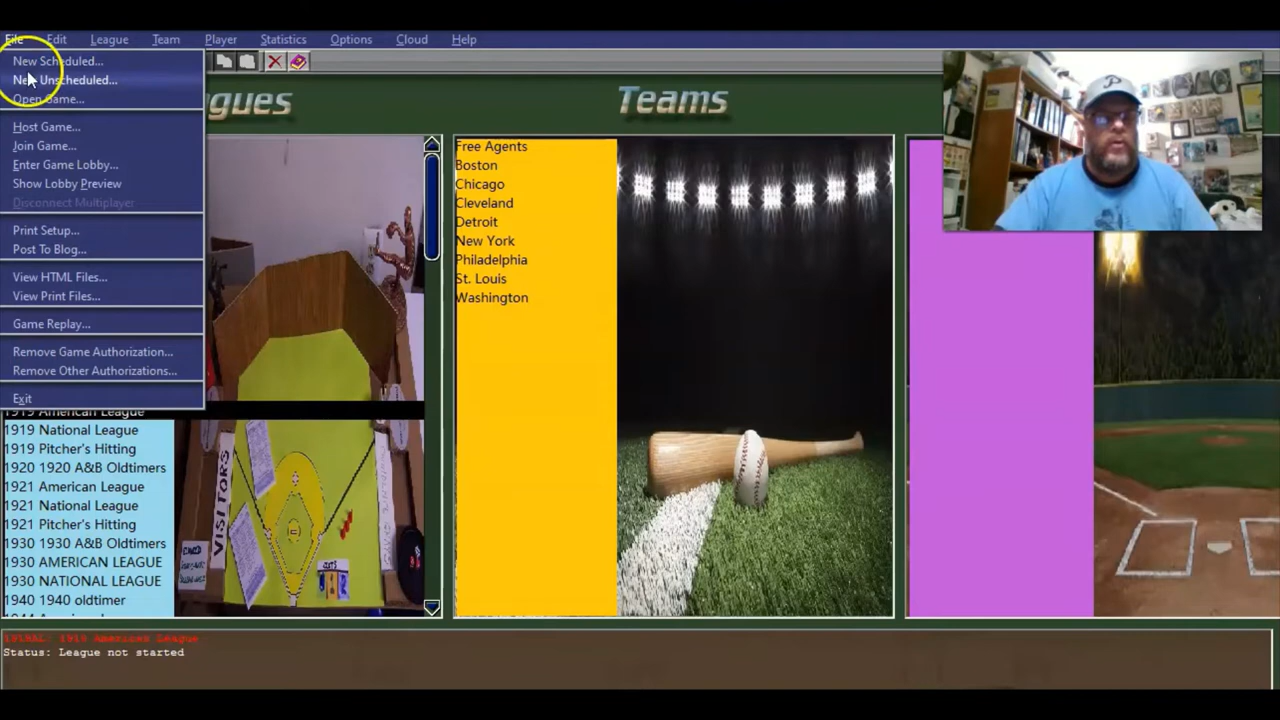 File Edit League Team Player Statistics Options Cloud Help
New Scheduled...
New Unscheduled...
Open Game...
Host Game...
Join Game...
Enter Game Lobby...
Show Lobby Preview
Disconnect Multiplayer
Print Setup...
Post To Blog...
View HTML Files...
View Print Files...
Game Replay...
Remove Game Authorization...
Remove Other Authorizations...
Exit
1919 American League
1919 National League
1919 Pitcher's Hitting
1920 1920 A&B Oldtimers
1921 American League
1921 National League
1921 Pitcher's Hitting
1930 1930 A&B Oldtimers
1930 AMERICAN LEAGUE
1930 NATIONAL LEAGUE
1940 1940 oldtimer
VISITORS
Teams
Free Agents
Boston
Chicago
Cleveland
Detroit
New York
Philadelphia
St. Louis
Washington
Status: League not started